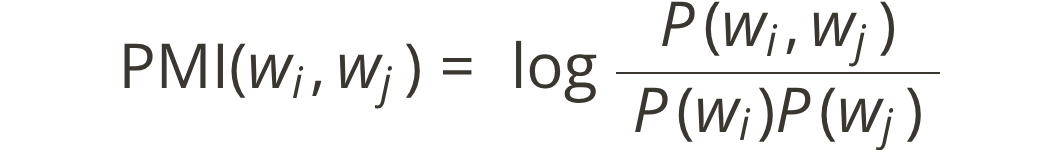 PMI(wᵢ, wⱼ) = log P(wᵢ, wⱼ) / P(wᵢ)P(wⱼ)